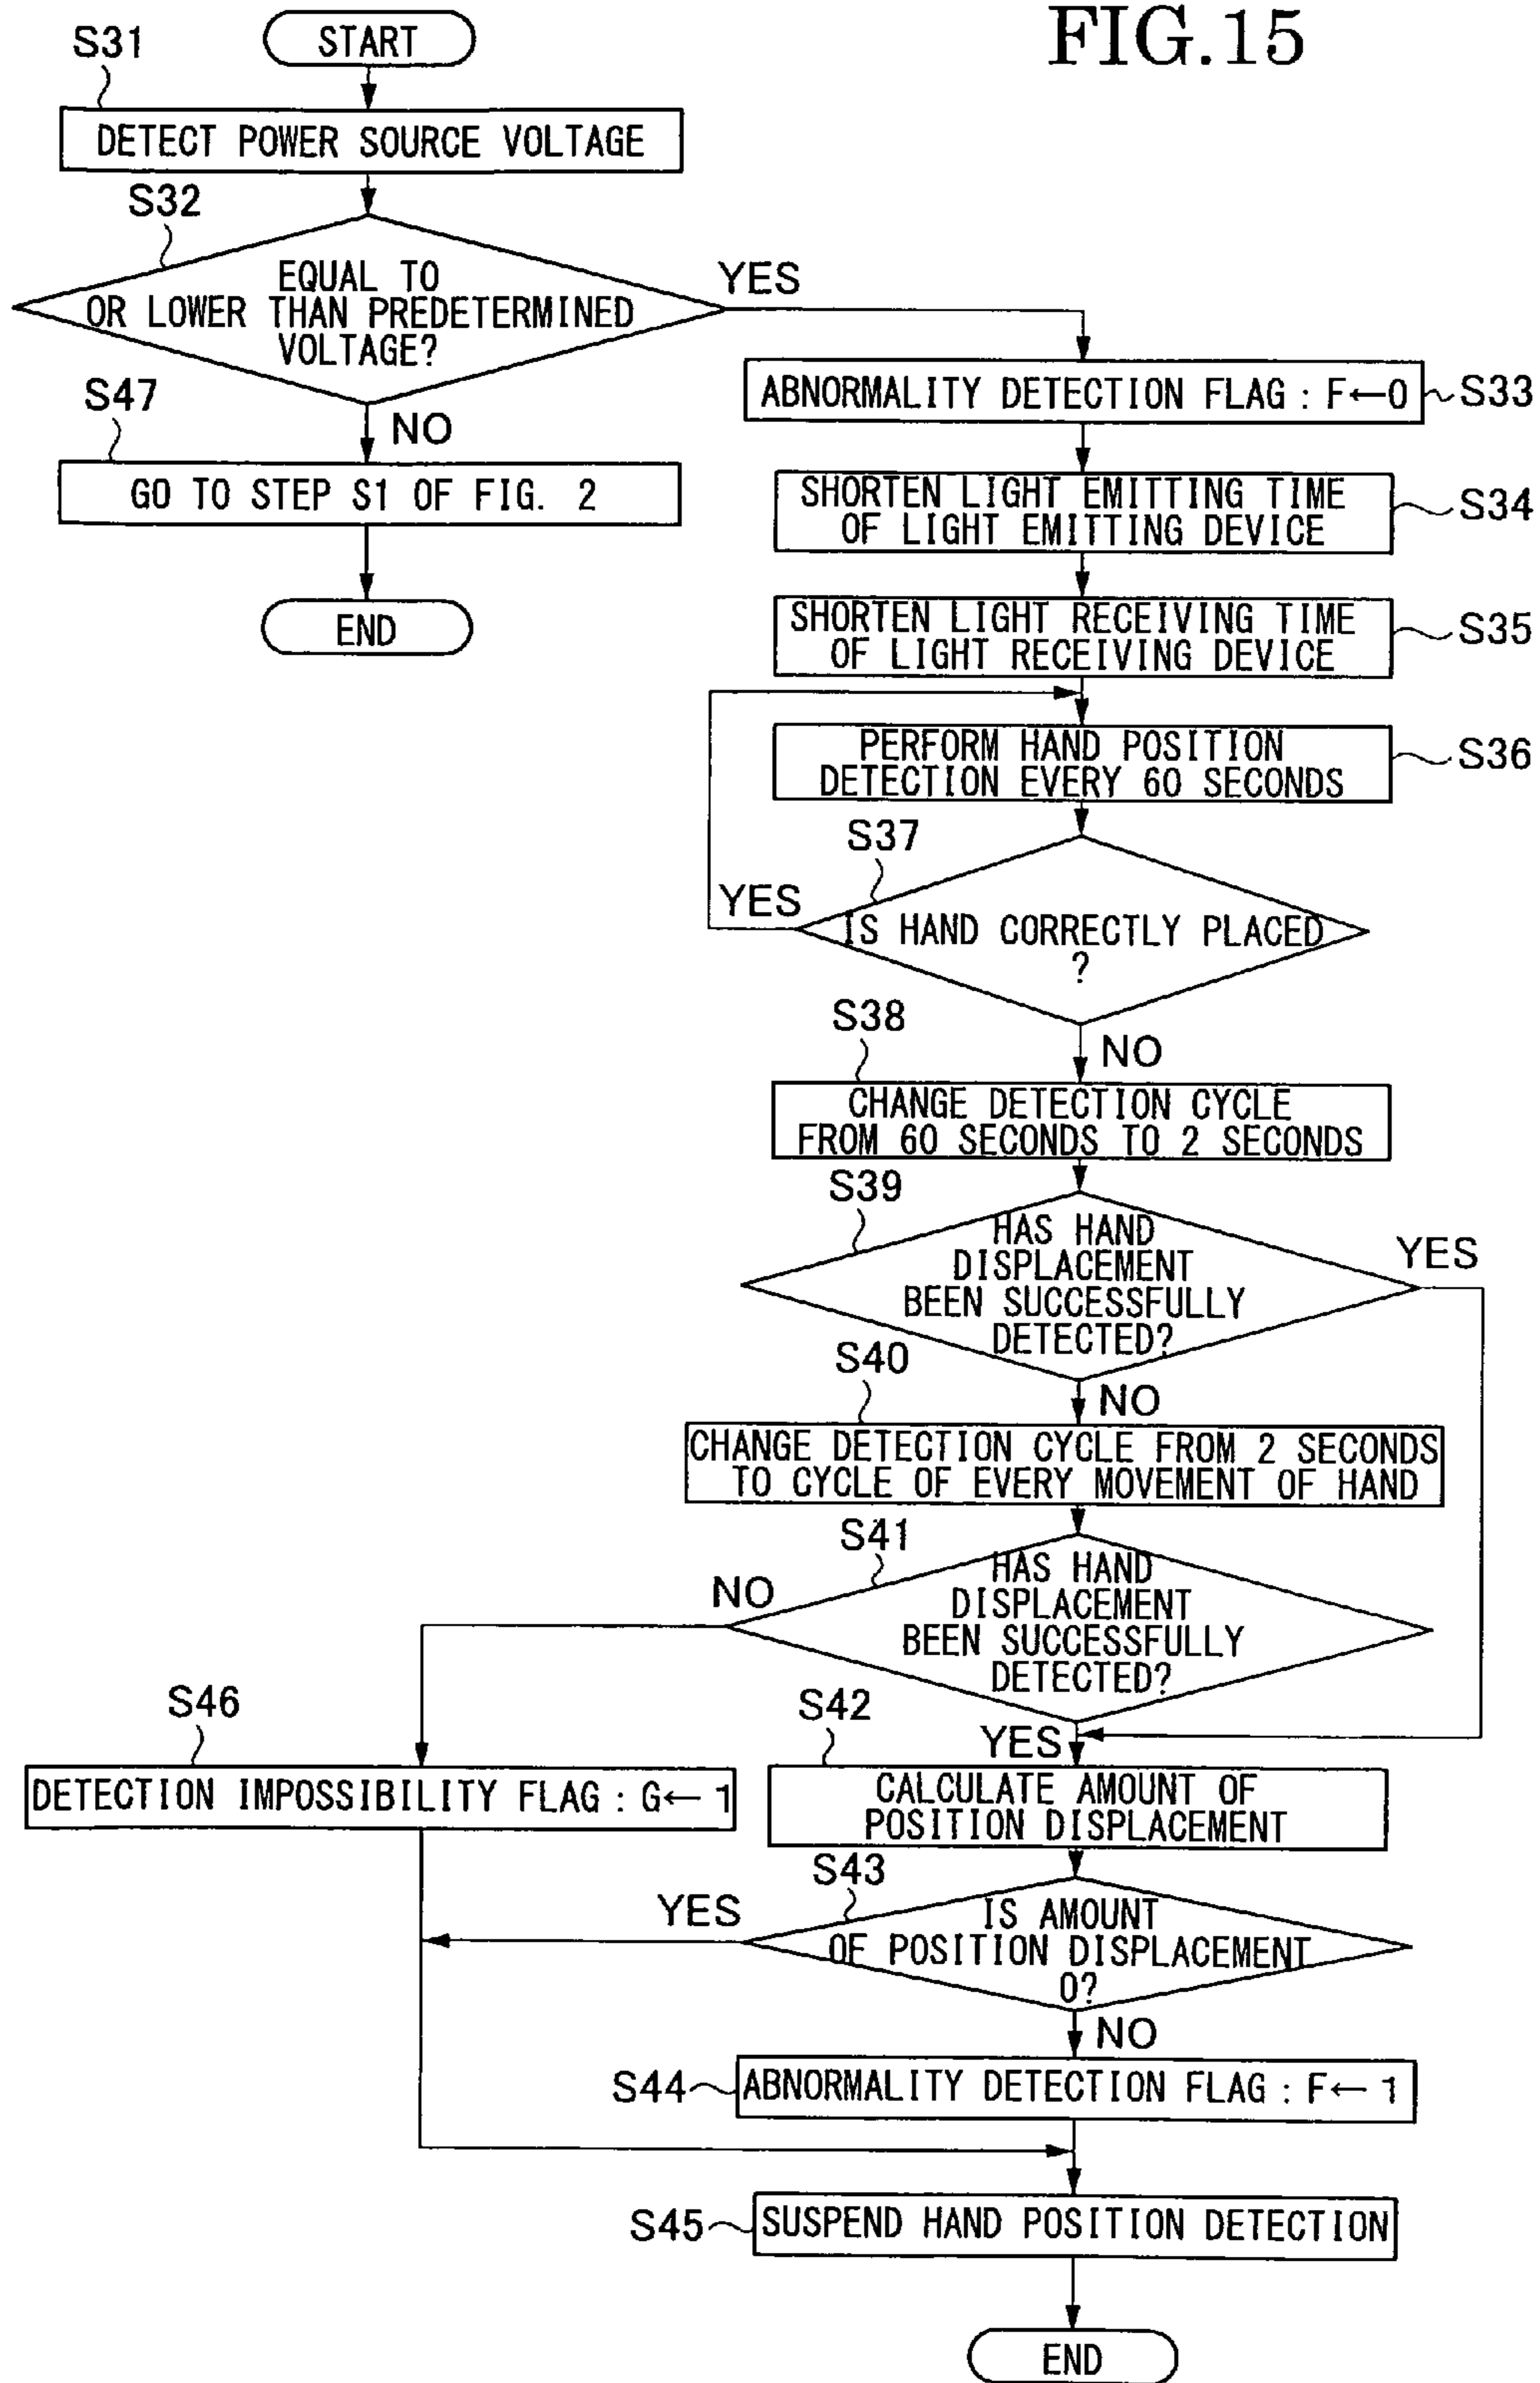 FIG.15
START
S31
DETECT POWER SOURCE VOLTAGE
S32
EQUAL TO
OR LOWER THAN PREDETERMINED
VOLTAGE?
YES
NO
S47
GO TO STEP S1 OF FIG. 2
END
ABNORMALITY DETECTION FLAG : F←0
S33
SHORTEN LIGHT EMITTING TIME
OF LIGHT EMITTING DEVICE
S34
SHORTEN LIGHT RECEIVING TIME
OF LIGHT RECEIVING DEVICE
S35
PERFORM HAND POSITION
DETECTION EVERY 60 SECONDS
S36
S37
YES
IS HAND CORRECTLY PLACED
?
NO
S38
CHANGE DETECTION CYCLE
FROM 60 SECONDS TO 2 SECONDS
S39
HAS HAND
DISPLACEMENT
BEEN SUCCESSFULLY
DETECTED?
YES
NO
S40
CHANGE DETECTION CYCLE FROM 2 SECONDS
TO CYCLE OF EVERY MOVEMENT OF HAND
S41
HAS HAND
DISPLACEMENT
BEEN SUCCESSFULLY
DETECTED?
NO
YES
S46
DETECTION IMPOSSIBILITY FLAG : G← 1
S42
CALCULATE AMOUNT OF
POSITION DISPLACEMENT
S43
IS AMOUNT
OF POSITION DISPLACEMENT
0?
YES
NO
S44
ABNORMALITY DETECTION FLAG : F← 1
S45
SUSPEND HAND POSITION DETECTION
END